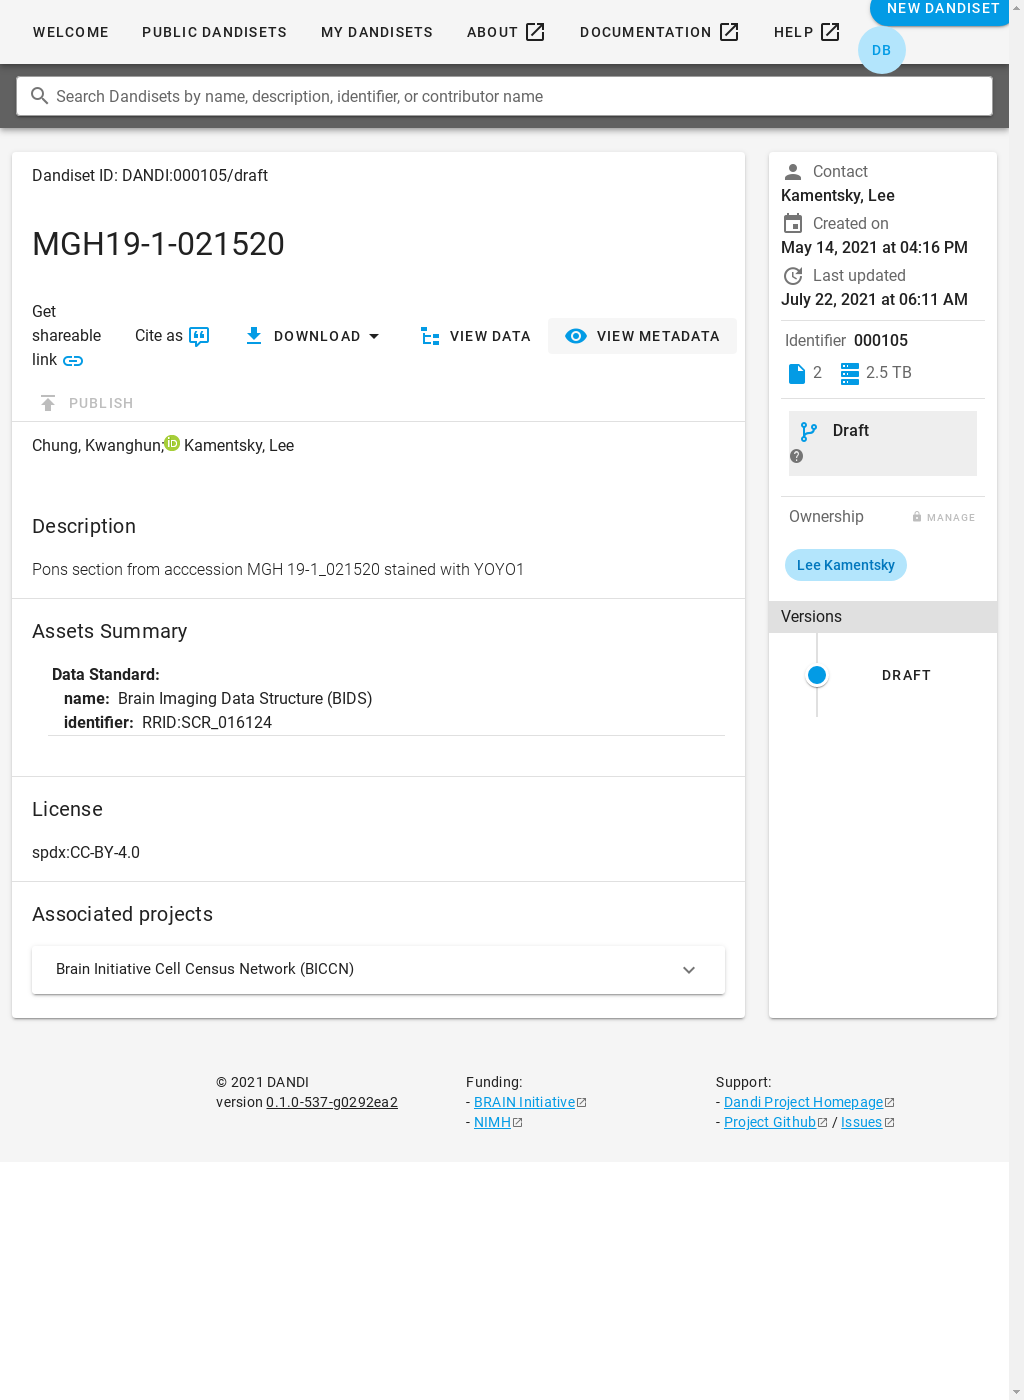 WELCOME PUBLIC DANDISETS MY DANDISETS ABOUT DOCUMENTATION HELP NEW DANDISET
DB
Search Dandisets by name, description, identifier, or contributor name
Dandiset ID: DANDI:000105/draft
MGH19-1-021520
Get
shareable
link
Cite as
DOWNLOAD
VIEW DATA
VIEW METADATA
PUBLISH
Chung, Kwanghun; Kamentsky, Lee
Description
Pons section from acccession MGH 19-1_021520 stained with YOYO1
Assets Summary
Data Standard:
name: Brain Imaging Data Structure (BIDS)
identifier: RRID:SCR_016124
License
spdx:CC-BY-4.0
Associated projects
Brain Initiative Cell Census Network (BICCN)
Contact
Kamentsky, Lee
Created on
May 14, 2021 at 04:16 PM
Last updated
July 22, 2021 at 06:11 AM
Identifier 000105
2 2.5 TB
Draft
Ownership MANAGE
Lee Kamentsky
Versions
DRAFT
© 2021 DANDI
version 0.1.0-537-g0292ea2
Funding:
- BRAIN Initiative
- NIMH
Support:
- Dandi Project Homepage
- Project Github / Issues